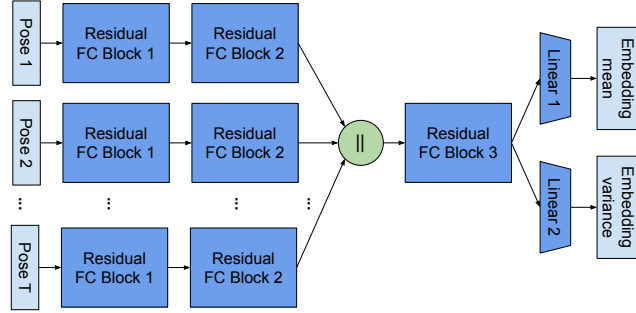 Pose 1
Residual
FC Block 1
Residual
FC Block 2
Pose 2
Residual
FC Block 1
Residual
FC Block 2
...
...
...
...
Pose T
Residual
FC Block 1
Residual
FC Block 2
||
Residual
FC Block 3
Linear 1
Embedding
mean
Linear 2
Embedding
variance